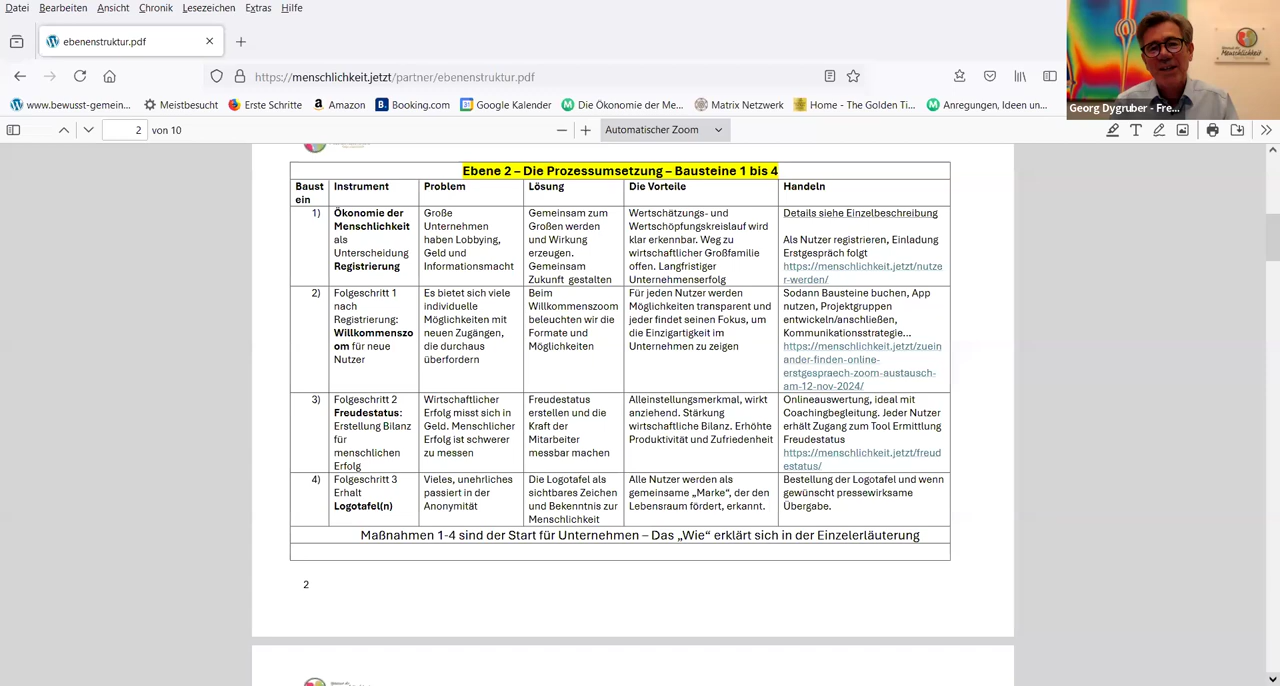 Datei Bearbeiten Ansicht Chronik Lesezeichen Extras Hilfe
ebenenstruktur.pdf
https://menschlichkeit.jetzt/partner/ebenenstruktur.pdf
www.bewusst-gemein... Meistbesucht Erste Schritte Amazon Booking.com Google Kalender Die Ökonomie der Me... Matrix Netzwerk Home - The Golden Ti... Anregungen, Ideen un...
Menschlichkeit
Georg Dygruber - Fre...
2 von 10
Automatischer Zoom
Ebene 2 – Die Prozessumsetzung – Bausteine 1 bis 4
Baust
ein
Instrument
Problem
Lösung
Die Vorteile
Handeln
1)
Ökonomie der
Menschlichkeit
als
Unterscheidung
Registrierung
Große
Unternehmen
haben Lobbying,
Geld und
Informationsmacht
Gemeinsam zum
Großen werden
und Wirkung
erzeugen.
Gemeinsam
Zukunft gestalten
Wertschätzungs- und
Wertschöpfungskreislauf wird
klar erkennbar. Weg zu
wirtschaftlicher Großfamilie
offen. Langfristiger
Unternehmenserfolg
Details siehe Einzelbeschreibung
Als Nutzer registrieren, Einladung
Erstgespräch folgt
https://menschlichkeit.jetzt/nutze
r-werden/
2)
Folgeschritt 1
nach
Registrierung:
Willkommenszo
om für neue
Nutzer
Es bietet sich viele
individuelle
Möglichkeiten mit
neuen Zugängen,
die durchaus
überfordern
Beim
Willkommenszoom
beleuchten wir die
Formate und
Möglichkeiten
Für jeden Nutzer werden
Möglichkeiten transparent und
jeder findet seinen Fokus, um
die Einzigartigkeit im
Unternehmen zu zeigen
Sodann Bausteine buchen, App
nutzen, Projektgruppen
entwickeln/anschließen,
Kommunikationsstrategie...
https://menschlichkeit.jetzt/zuein
ander-finden-online-
erstgespraech-zoom-austausch-
am-12-nov-2024/
3)
Folgeschritt 2
Freudestatus:
Erstellung Bilanz
für
menschlichen
Erfolg
Wirtschaftlicher
Erfolg misst sich in
Geld. Menschlicher
Erfolg ist schwerer
zu messen
Freudestatus
erstellen und die
Kraft der
Mitarbeiter
messbar machen
Alleinstellungsmerkmal, wirkt
anziehend. Stärkung
wirtschaftliche Bilanz. Erhöhte
Produktivität und Zufriedenheit
Onlineauswertung, ideal mit
Coachingbegleitung. Jeder Nutzer
erhält Zugang zum Tool Ermittlung
Freudestatus
https://menschlichkeit.jetzt/freud
estatus/
4)
Folgeschritt 3
Erhalt
Logotafel(n)
Vieles, unehrliches
passiert in der
Anonymität
Die Logotafel als
sichtbares Zeichen
und Bekenntnis zur
Menschlichkeit
Alle Nutzer werden als
gemeinsame „Marke“, der den
Lebensraum fördert, erkannt.
Bestellung der Logotafel und wenn
gewünscht pressewirksame
Übergabe.
Maßnahmen 1-4 sind der Start für Unternehmen – Das „Wie“ erklärt sich in der Einzelerläuterung
2